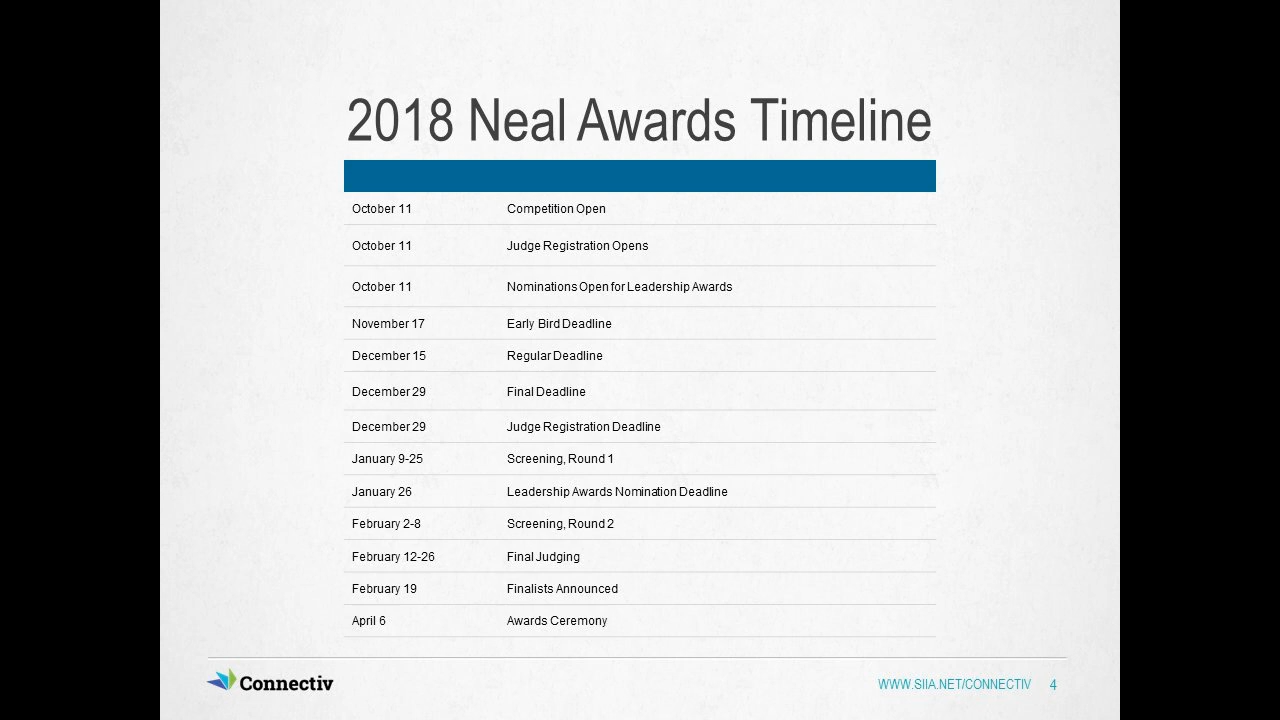 2018 Neal Awards Timeline
October 11 Competition Open
October 11 Judge Registration Opens
October 11 Nominations Open for Leadership Awards
November 17 Early Bird Deadline
December 15 Regular Deadline
December 29 Final Deadline
December 29 Judge Registration Deadline
January 9-25 Screening, Round 1
January 26 Leadership Awards Nomination Deadline
February 2-8 Screening, Round 2
February 12-26 Final Judging
February 19 Finalists Announced
April 6 Awards Ceremony
Connectiv WWW.SIIA.NET/CONNECTIV 4